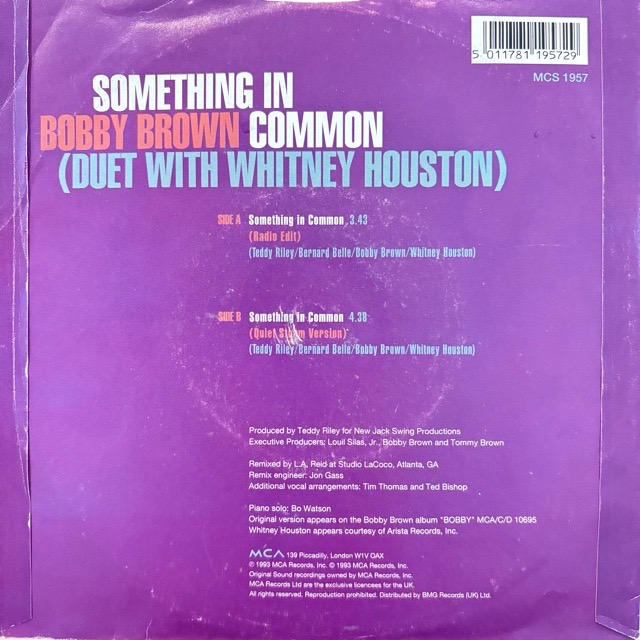 5 011781 195729
MCS 1957
SOMETHING IN
BOBBY BROWN COMMON
(DUET WITH WHITNEY HOUSTON)
SIDE A Something in Common 3.43
(Radio Edit)
(Teddy Riley/Bernard Belle/Bobby Brown/Whitney Houston)
SIDE B Something in Common 4.38
(Quiet Storm Version)
(Teddy Riley/Bernard Belle/Bobby Brown/Whitney Houston)
Produced by Teddy Riley for New Jack Swing Productions
Executive Producers: Louil Silas, Jr., Bobby Brown and Tommy Brown
Remixed by L.A. Reid at Studio LaCoco, Atlanta, GA
Remix engineer: Jon Gass
Additional vocal arrangements: Tim Thomas and Ted Bishop
Piano solo: Bo Watson
Original version appears on the Bobby Brown album "BOBBY" MCA/C/D 10695
Whitney Houston appears courtesy of Arista Records, Inc.
MCA 139 Piccadilly, London W1V OAX
℗ 1993 MCA Records, Inc. © 1993 MCA Records, Inc.
Original Sound recordings owned by MCA Records, Inc.
MCA Records Ltd are the exclusive licencees for the UK.
All rights reserved. Reproduction prohibited. Distributed by BMG Records (UK) Ltd.